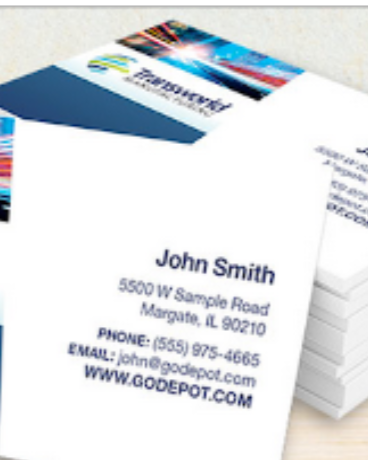 Transworld
MANUFACTURING
John Smith
5500 W Sample Road
Margate, IL 90210
PHONE: (555) 975-4665
EMAIL: john@godepot.com
WWW.GODEPOT.COM